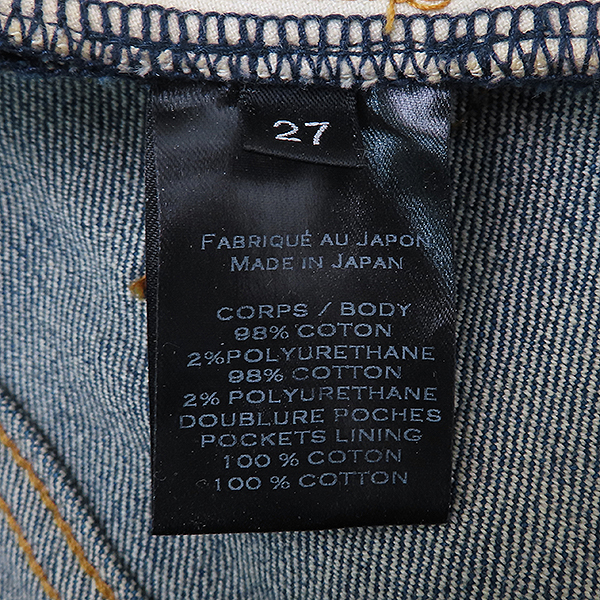 27
FABRIQUÉ AU JAPON
MADE IN JAPAN
CORPS / BODY
98% COTON
2%POLYURETHANE
98% COTTON
2% POLYURETHANE
DOUBLURE POCHES
POCKETS LINING
100 % COTON
100 % COTTON